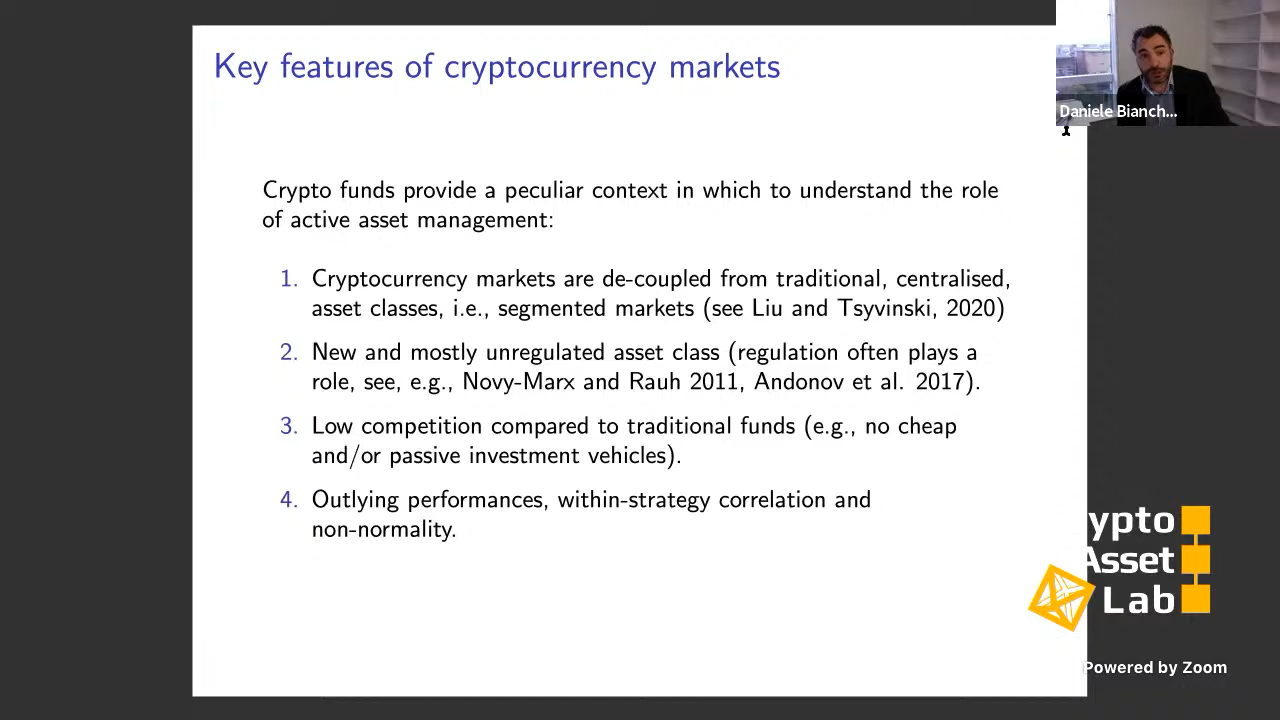 Key features of cryptocurrency markets
Daniele Bianch...
Crypto funds provide a peculiar context in which to understand the role
of active asset management:
1. Cryptocurrency markets are de-coupled from traditional, centralised,
asset classes, i.e., segmented markets (see Liu and Tsyvinski, 2020)
2. New and mostly unregulated asset class (regulation often plays a
role, see, e.g., Novy-Marx and Rauh 2011, Andonov et al. 2017).
3. Low competition compared to traditional funds (e.g., no cheap
and/or passive investment vehicles).
4. Outlying performances, within-strategy correlation and
non-normality.
ypto
Asset
Lab
Powered by Zoom